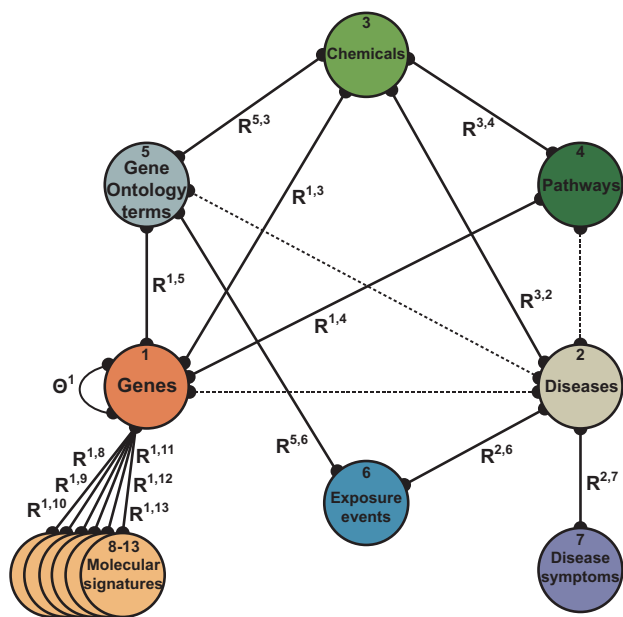 3
Chemicals
R5,3
R3,4
5
Gene
Ontology
terms
4
Pathways
R1,3
R1,5
R1,4
R3,2
1
Genes
Θ1
2
Diseases
R5,6
R2,6
R1,8
R1,11
R1,9
R1,12
R1,10
R1,13
6
Exposure
events
R2,7
8-13
Molecular
signatures
7
Disease
symptoms